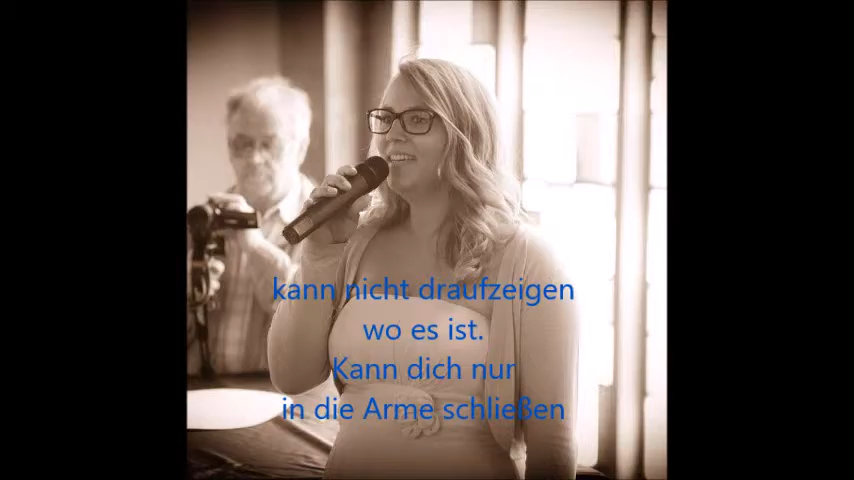 kann nicht draufzeigen
wo es ist.
Kann dich nur
in die Arme schließen